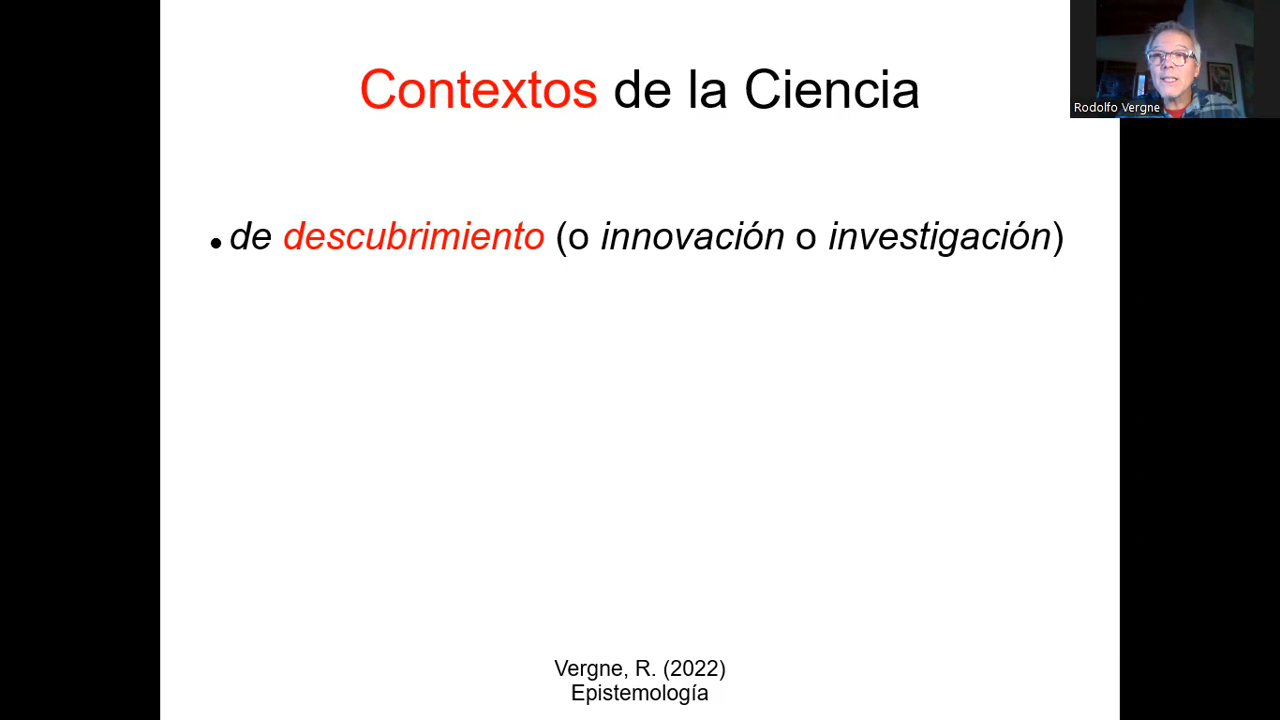 Contextos de la Ciencia
Rodolfo Vergne
• de descubrimiento (o innovación o investigación)
Vergne, R. (2022)
Epistemología